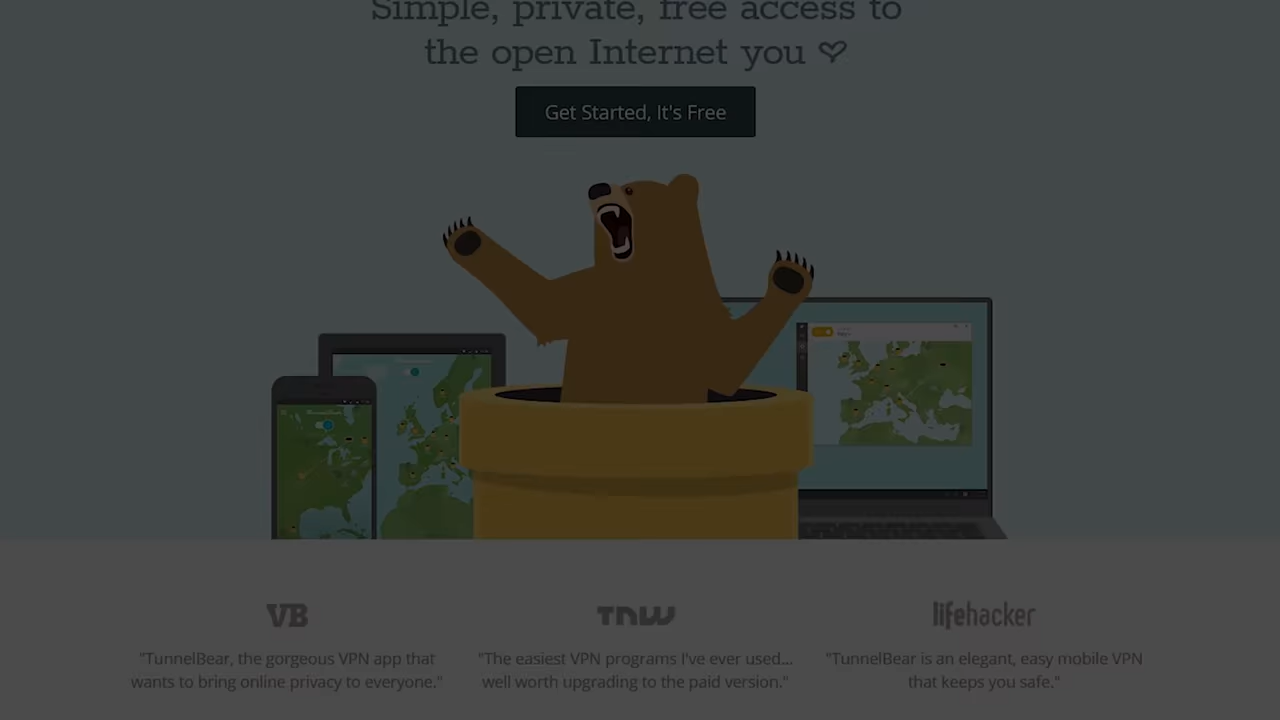 Simple, private, free access to
the open Internet you
Get Started, It's Free
VB
TNW
lifehacker
"TunnelBear, the gorgeous VPN app that
wants to bring online privacy to everyone."
"The easiest VPN programs I've ever used...
well worth upgrading to the paid version."
"TunnelBear is an elegant, easy mobile VPN
that keeps you safe."